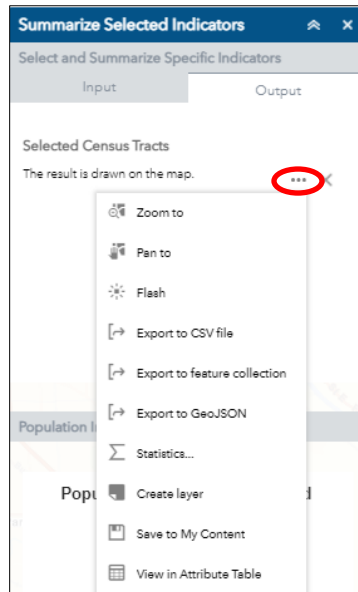 Summarize Selected Indicators
Select and Summarize Specific Indicators
Input Output
Selected Census Tracts
The result is drawn on the map.
Zoom to
Pan to
Flash
Export to CSV file
Export to feature collection
Export to GeoJSON
Population I
Statistics...
Popu
Create layer
Save to My Content
View in Attribute Table